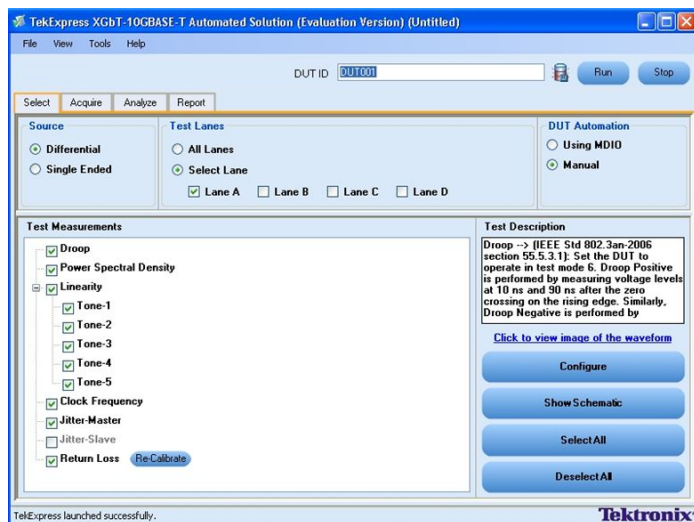 TekExpress XGbT-10GBASE-T Automated Solution (Evaluation Version) (Untitled)
File View Tools Help
DUT ID DUT001 Run Stop
Select Acquire Analyze Report
Source
Differential
Single Ended
Test Lanes
All Lanes
Select Lane
Lane A Lane B Lane C Lane D
DUT Automation
Using MDIO
Manual
Test Measurements
Droop
Power Spectral Density
Linearity
Tone-1
Tone-2
Tone-3
Tone-4
Tone-5
Clock Frequency
Jitter-Master
Jitter-Slave
Return Loss Re-Calibrate
Test Description
Droop --> (IEEE Std 802.3an-2006
section 55.5.3.1): Set the DUT to
operate in test mode 6. Droop Positive
is performed by measuring voltage levels
at 10 ns and 90 ns after the zero
crossing on the rising edge. Similarly,
Droop Negative is performed by
Click to view image of the waveform
Configure
Show Schematic
Select All
Deselect All
TekExpress launched successfully.
Tektronix